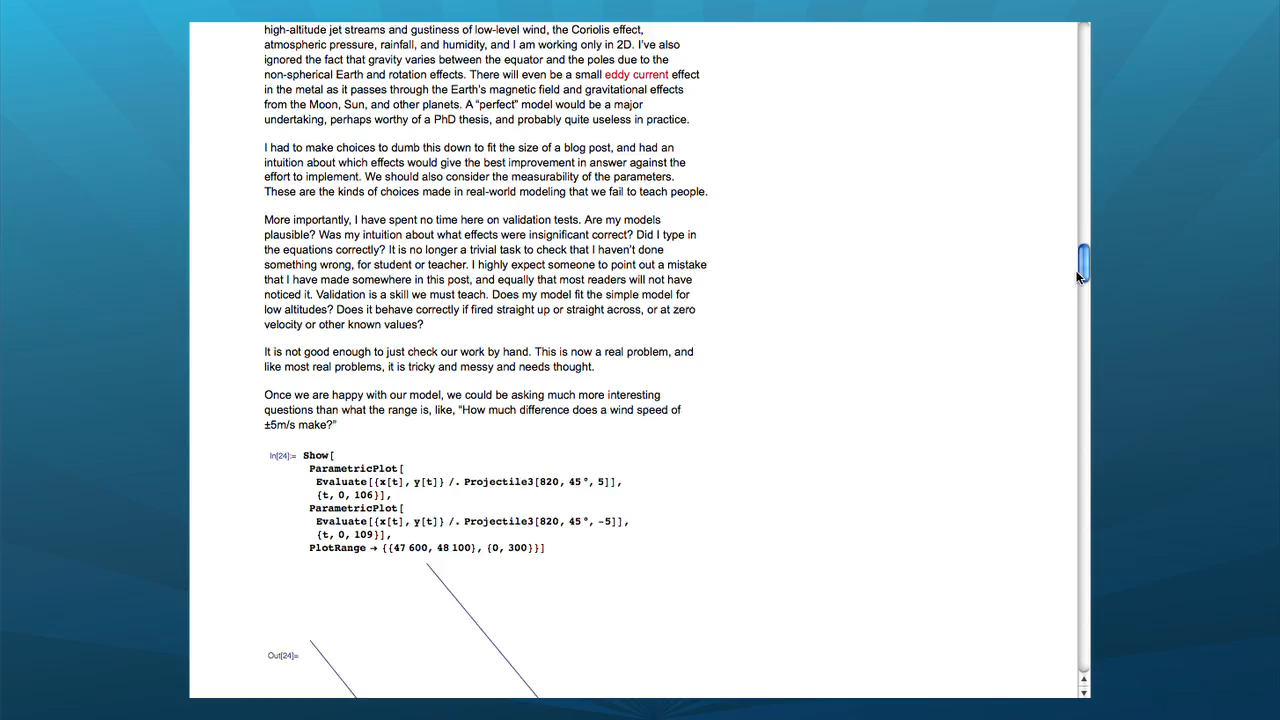 high-altitude jet streams and gustiness of low-level wind, the Coriolis effect,
atmospheric pressure, rainfall, and humidity, and I am working only in 2D. I've also
ignored the fact that gravity varies between the equator and the poles due to the
non-spherical Earth and rotation effects. There will even be a small eddy current effect
in the metal as it passes through the Earth's magnetic field and gravitational effects
from the Moon, Sun, and other planets. A “perfect” model would be a major
undertaking, perhaps worthy of a PhD thesis, and probably quite useless in practice.
I had to make choices to dumb this down to fit the size of a blog post, and had an
intuition about which effects would give the best improvement in answer against the
effort to implement. We should also consider the measurability of the parameters.
These are the kinds of choices made in real-world modeling that we fail to teach people.
More importantly, I have spent no time here on validation tests. Are my models
plausible? Was my intuition about what effects were insignificant correct? Did I type in
the equations correctly? It is no longer a trivial task to check that I haven't done
something wrong, for student or teacher. I highly expect someone to point out a mistake
that I have made somewhere in this post, and equally that most readers will not have
noticed it. Validation is a skill we must teach. Does my model fit the simple model for
low altitudes? Does it behave correctly if fired straight up or straight across, or at zero
velocity or other known values?
It is not good enough to just check our work by hand. This is now a real problem, and
like most real problems, it is tricky and messy and needs thought.
Once we are happy with our model, we could be asking much more interesting
questions than what the range is, like, “How much difference does a wind speed of
±5m/s make?”
In[24]:= Show[
ParametricPlot[
Evaluate[{x[t], y[t]} /. Projectile3[820, 45 °, 5]],
{t, 0, 106}],
ParametricPlot[
Evaluate[{x[t], y[t]} /. Projectile3[820, 45 °, -5]],
{t, 0, 109}],
PlotRange → {{47 600, 48 100}, {0, 300}}]
Out[24]=